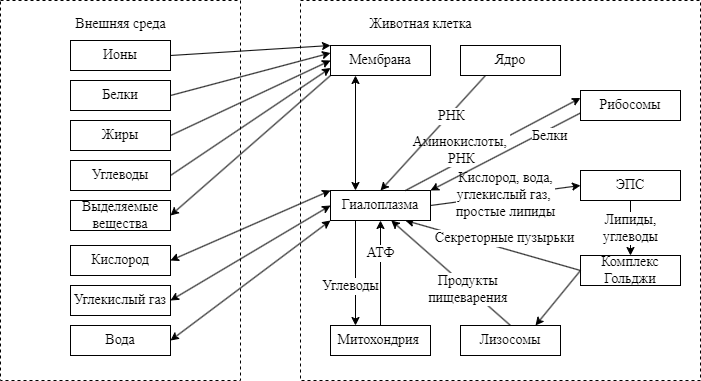 Внешняя среда
Животная клетка
Ионы
Мембрана
Ядро
Белки
Рибосомы
РНК
Жиры
Аминокислоты,
РНК
Белки
Углеводы
Кислород, вода,
углекислый газ,
простые липиды
ЭПС
Выделяемые
вещества
Гиалоплазма
Липиды,
углеводы
Секреторные пузырьки
АТФ
Кислород
Комплекс
Гольджи
Углеводы
Продукты
пищеварения
Углекислый газ
Вода
Митохондрия
Лизосомы